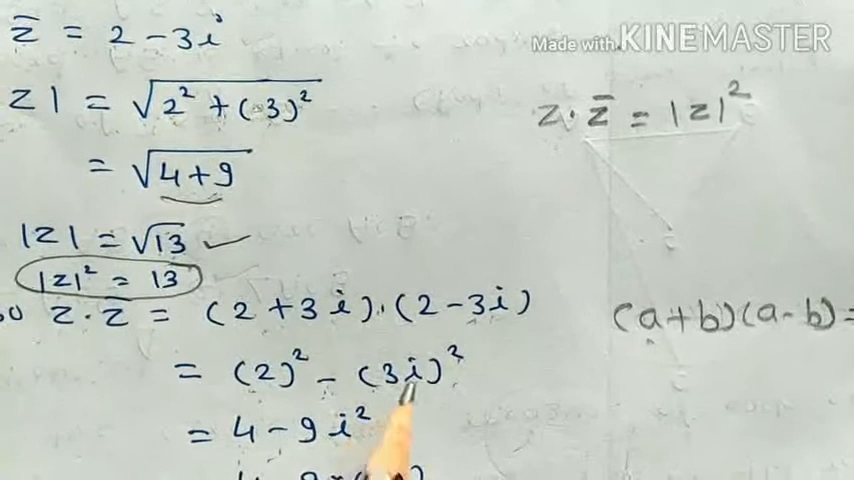 z̅ = 2 - 3i
Made with KINEMASTER
z| = √2² + (-3)²
z · z̅ = |z|²
= √4+9
|z| = √13
|z|² = 13
so z · z̅ = (2 + 3i) · (2 - 3i)
(a+b)(a-b) =
= (2)² - (3i)²
= 4 - 9i²